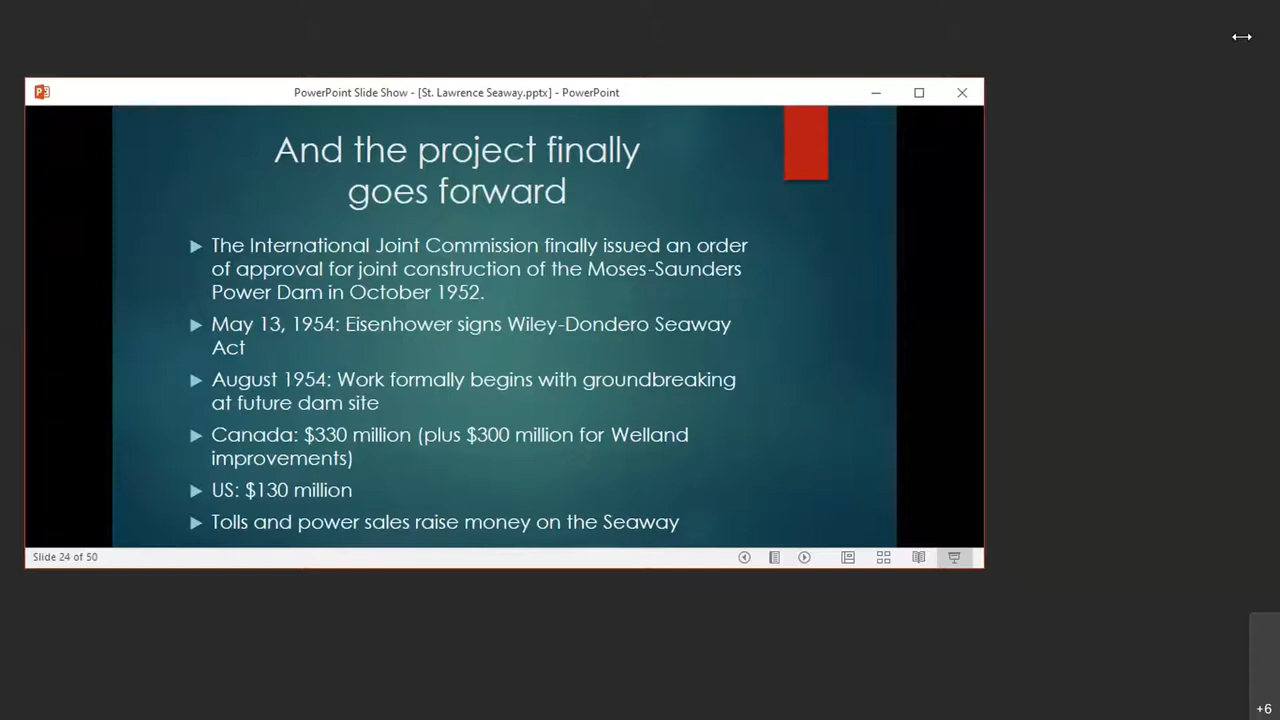 PowerPoint Slide Show - [St. Lawrence Seaway.pptx] - PowerPoint
And the project finally
goes forward
The International Joint Commission finally issued an order
of approval for joint construction of the Moses-Saunders
Power Dam in October 1952.
May 13, 1954: Eisenhower signs Wiley-Dondero Seaway
Act
August 1954: Work formally begins with groundbreaking
at future dam site
Canada: $330 million (plus $300 million for Welland
improvements)
US: $130 million
Tolls and power sales raise money on the Seaway
Slide 24 of 50
+6